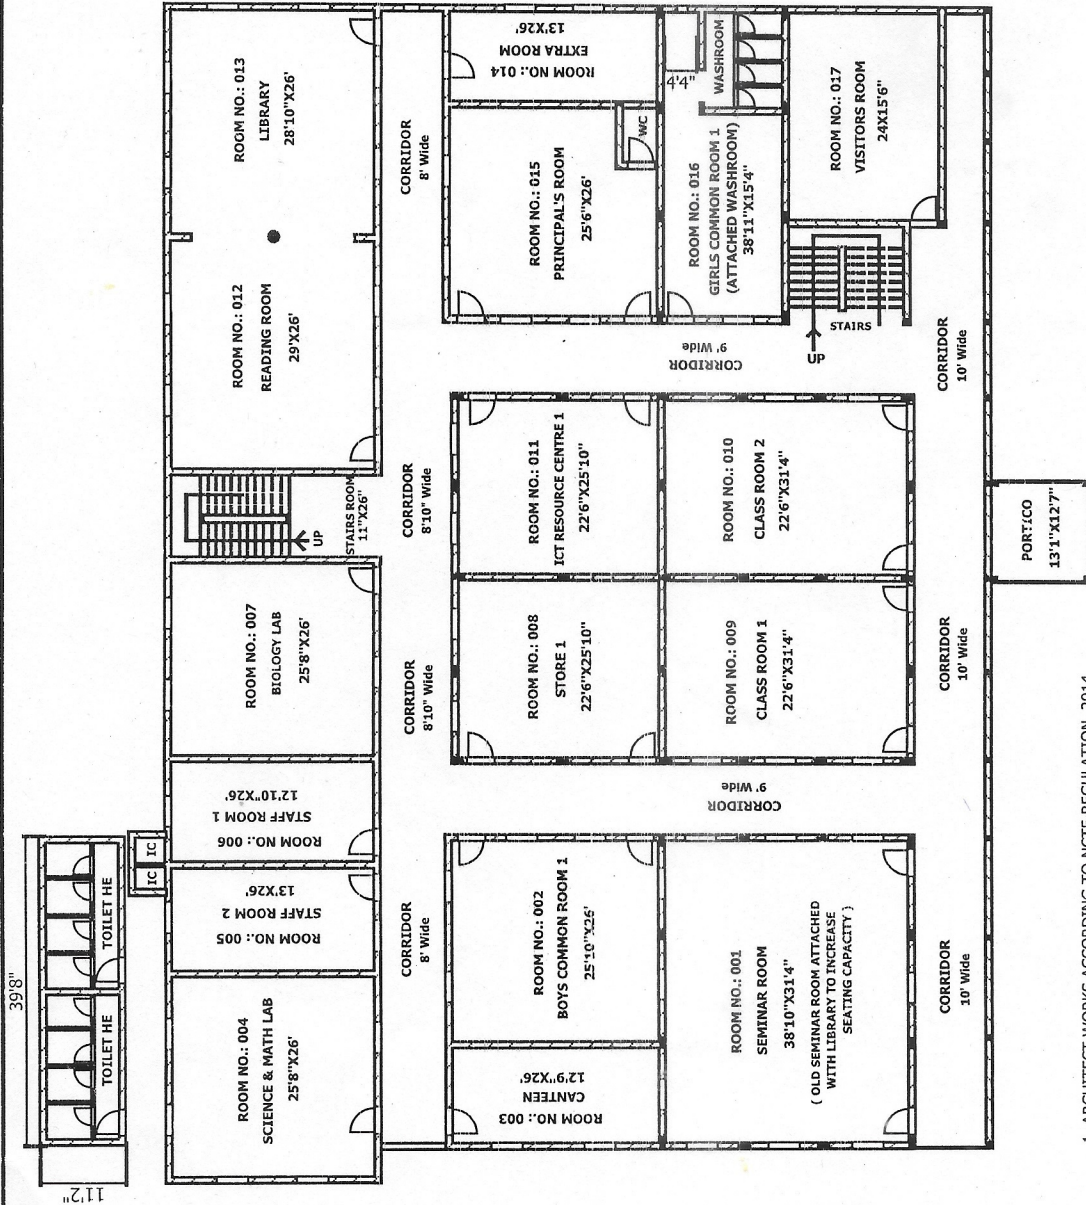 39'8"
11'2"
TOILET HE
TOILET HE
IC
IC
ROOM NO.: 004
SCIENCE & MATH LAB
25'8"X26'
ROOM NO.: 005
STAFF ROOM 2
13'X26'
ROOM NO.: 006
STAFF ROOM 1
12'10"X26'
ROOM NO.: 007
BIOLOGY LAB
25'8"X26'
UP
STAIRS ROOM
11"X26"
ROOM NO.: 012
READING ROOM
29'X26'
ROOM NO.: 013
LIBRARY
28'10"X26'
CORRIDOR
8' Wide
CORRIDOR
8'10" Wide
CORRIDOR
8'10" Wide
CORRIDOR
8' Wide
ROOM NO.: 003
CANTEEN
12'9"X26'
ROOM NO.: 002
BOYS COMMON ROOM 1
25'10"X26'
ROOM NO.: 008
STORE 1
22'6"X25'10"
ROOM NO.: 011
ICT RESOURCE CENTRE 1
22'6"X25'10"
ROOM NO.: 015
PRINCIPAL'S ROOM
25'6"X26'
WC
ROOM NO.: 014
EXTRA ROOM
13'X26'
ROOM NO.: 001
SEMINAR ROOM
38'10"X31'4"
( OLD SEMINAR ROOM ATTACHED
WITH LIBRARY TO INCREASE
SEATING CAPACITY )
CORRIDOR
9' Wide
ROOM NO.: 009
CLASS ROOM 1
22'6"X31'4"
ROOM NO.: 010
CLASS ROOM 2
22'6"X31'4"
CORRIDOR
9' Wide
ROOM NO.: 016
GIRLS COMMON ROOM 1
(ATTACHED WASHROOM)
38'11"X15'4"
4'4"
WASHROOM
UP
STAIRS
ROOM NO.: 017
VISITORS ROOM
24X15'6"
CORRIDOR
10' Wide
CORRIDOR
10' Wide
CORRIDOR
10' Wide
PORTICO
13'1"X12'7"
ARCHITECT WORKS ACCORDING TO NCTE REGULATION, 2014